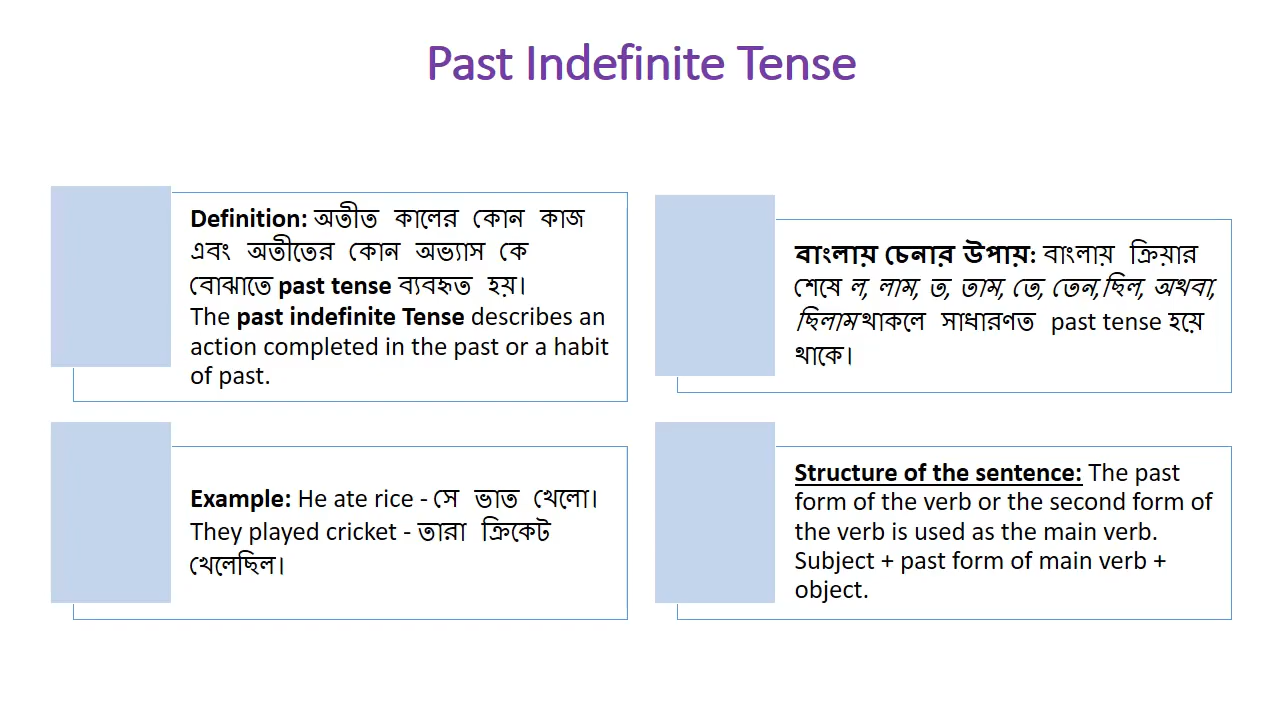 Past Indefinite Tense
Definition: অতীত কালের কোন কাজ
এবং অতীতের কোন অভ্যাস কে
বোঝাতে past tense ব্যবহৃত হয়।
The past indefinite Tense describes an
action completed in the past or a habit
of past.
বাংলায় চেনার উপায়: বাংলায় ক্রিয়ার
শেষে ল, লাম, ত, তাম, তে, তেন,ছিল, অথবা,
ছিলাম থাকলে সাধারণত past tense হয়ে
থাকে।
Example: He ate rice - সে ভাত খেলো।
They played cricket - তারা ক্রিকেট
খেলেছিল।
Structure of the sentence: The past
form of the verb or the second form of
the verb is used as the main verb.
Subject + past form of main verb +
object.